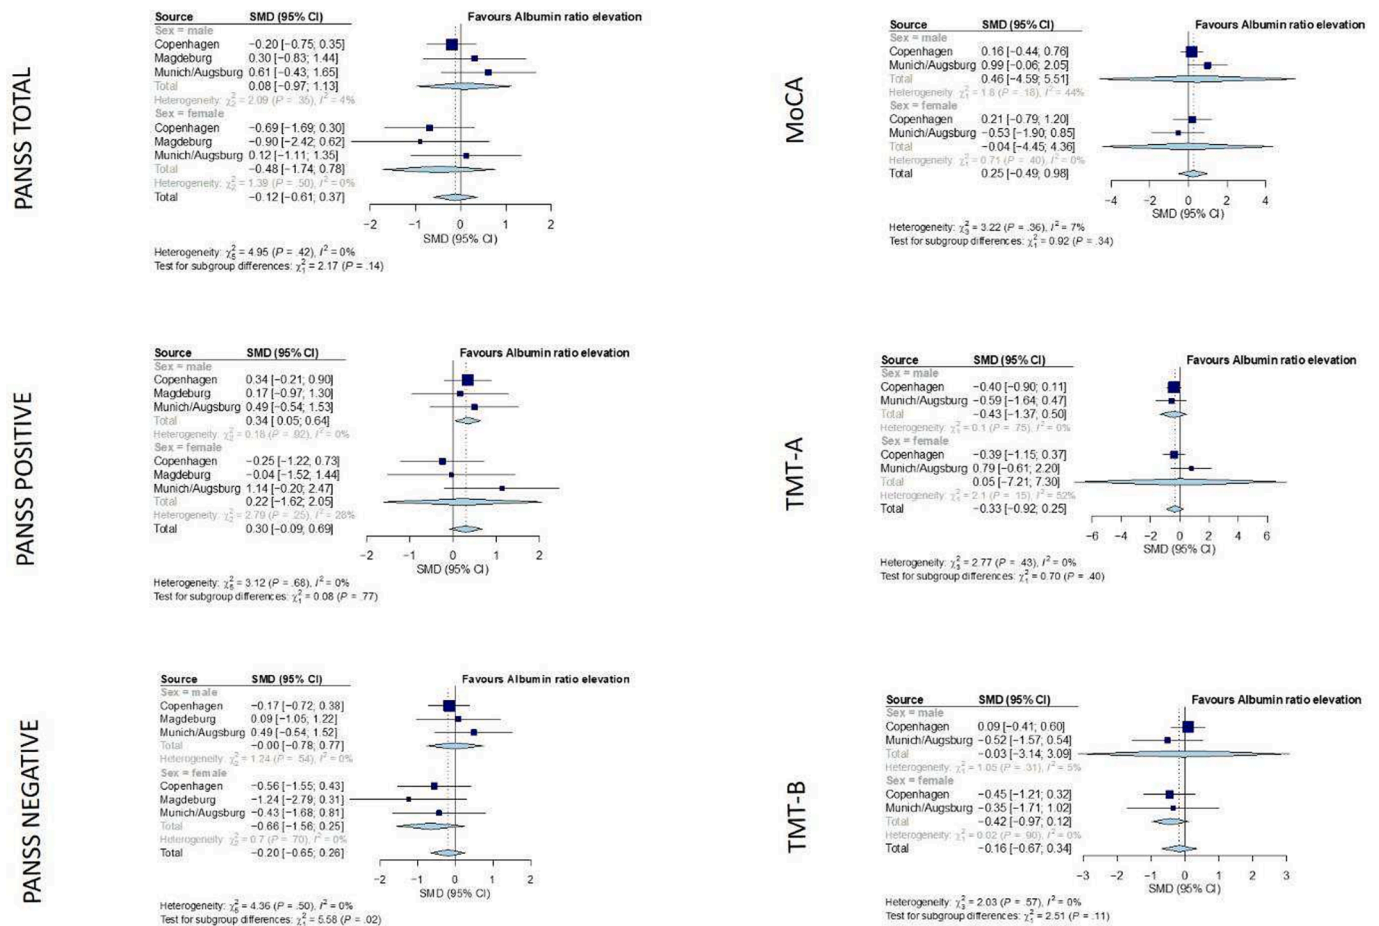 PANSS TOTAL
Source SMD (95% CI) Favours Albumin ratio elevation
Sex = male
Copenhagen −0.20 [−0.75; 0.35]
Magdeburg 0.30 [−0.83; 1.44]
Munich/Augsburg 0.61 [−0.43; 1.65]
Total 0.08 [−0.97; 1.13]
Heterogeneity: χ²₂ = 2.09 (P = .35), I² = 4%
Sex = female
Copenhagen −0.69 [−1.69; 0.30]
Magdeburg −0.90 [−2.42; 0.62]
Munich/Augsburg 0.12 [−1.11; 1.35]
Total −0.48 [−1.74; 0.78]
Heterogeneity: χ²₂ = 1.39 (P = .50), I² = 0%
Total −0.12 [−0.61; 0.37]
−2 −1 0 1 2
SMD (95% CI)
Heterogeneity: χ²₅ = 4.95 (P = .42), I² = 0%
Test for subgroup differences: χ²₁ = 2.17 (P = .14)
MoCA
Source SMD (95% CI) Favours Albumin ratio elevation
Sex = male
Copenhagen 0.16 [−0.44; 0.76]
Munich/Augsburg 0.99 [−0.06; 2.05]
Total 0.46 [−4.59; 5.51]
Heterogeneity: χ²₁ = 1.8 (P = .18), I² = 44%
Sex = female
Copenhagen 0.21 [−0.79; 1.20]
Munich/Augsburg −0.53 [−1.90; 0.85]
Total −0.04 [−4.45; 4.36]
Heterogeneity: χ²₁ = 0.71 (P = .40), I² = 0%
Total 0.25 [−0.49; 0.98]
−4 −2 0 2 4
SMD (95% CI)
Heterogeneity: χ²₃ = 3.22 (P = .36), I² = 7%
Test for subgroup differences: χ²₁ = 0.92 (P = .34)
PANSS POSITIVE
Source SMD (95% CI) Favours Albumin ratio elevation
Sex = male
Copenhagen 0.34 [−0.21; 0.90]
Magdeburg 0.17 [−0.97; 1.30]
Munich/Augsburg 0.49 [−0.54; 1.53]
Total 0.34 [0.05; 0.64]
Heterogeneity: χ²₂ = 0.18 (P = .92), I² = 0%
Sex = female
Copenhagen −0.25 [−1.22; 0.73]
Magdeburg −0.04 [−1.52; 1.44]
Munich/Augsburg 1.14 [−0.20; 2.47]
Total 0.22 [−1.62; 2.05]
Heterogeneity: χ²₂ = 2.79 (P = .25), I² = 28%
Total 0.30 [−0.09; 0.69]
−2 −1 0 1 2
SMD (95% CI)
Heterogeneity: χ²₅ = 3.12 (P = .68), I² = 0%
Test for subgroup differences: χ²₁ = 0.08 (P = .77)
TMT-A
Source SMD (95% CI) Favours Albumin ratio elevation
Sex = male
Copenhagen −0.40 [−0.90; 0.11]
Munich/Augsburg −0.59 [−1.64; 0.47]
Total −0.43 [−1.37; 0.50]
Heterogeneity: χ²₁ = 0.1 (P = .75), I² = 0%
Sex = female
Copenhagen −0.39 [−1.15; 0.37]
Munich/Augsburg 0.79 [−0.61; 2.20]
Total 0.05 [−7.21; 7.30]
Heterogeneity: χ²₁ = 2.1 (P = .15), I² = 52%
Total −0.33 [−0.92; 0.25]
−6 −4 −2 0 2 4 6
SMD (95% CI)
Heterogeneity: χ²₃ = 2.77 (P = .43), I² = 0%
Test for subgroup differences: χ²₁ = 0.70 (P = .40)
PANSS NEGATIVE
Source SMD (95% CI) Favours Albumin ratio elevation
Sex = male
Copenhagen −0.17 [−0.72; 0.38]
Magdeburg 0.09 [−1.05; 1.22]
Munich/Augsburg 0.49 [−0.54; 1.52]
Total −0.00 [−0.78; 0.77]
Heterogeneity: χ²₂ = 1.24 (P = .54), I² = 0%
Sex = female
Copenhagen −0.56 [−1.55; 0.43]
Magdeburg −1.24 [−2.79; 0.31]
Munich/Augsburg −0.43 [−1.68; 0.81]
Total −0.66 [−1.56; 0.25]
Heterogeneity: χ²₂ = 0.7 (P = .70), I² = 0%
Total −0.20 [−0.65; 0.26]
−2 −1 0 1 2
SMD (95% CI)
Heterogeneity: χ²₅ = 4.36 (P = .50), I² = 0%
Test for subgroup differences: χ²₁ = 5.58 (P = .02)
TMT-B
Source SMD (95% CI) Favours Albumin ratio elevation
Sex = male
Copenhagen 0.09 [−0.41; 0.60]
Munich/Augsburg −0.52 [−1.57; 0.54]
Total −0.03 [−3.14; 3.09]
Heterogeneity: χ²₁ = 1.05 (P = .31), I² = 5%
Sex = female
Copenhagen −0.45 [−1.21; 0.32]
Munich/Augsburg −0.35 [−1.71; 1.02]
Total −0.42 [−0.97; 0.12]
Heterogeneity: χ²₁ = 0.02 (P = .90), I² = 0%
Total −0.16 [−0.67; 0.34]
−3 −2 −1 0 1 2 3
SMD (95% CI)
Heterogeneity: χ²₃ = 2.03 (P = .57), I² = 0%
Test for subgroup differences: χ²₁ = 2.51 (P = .11)